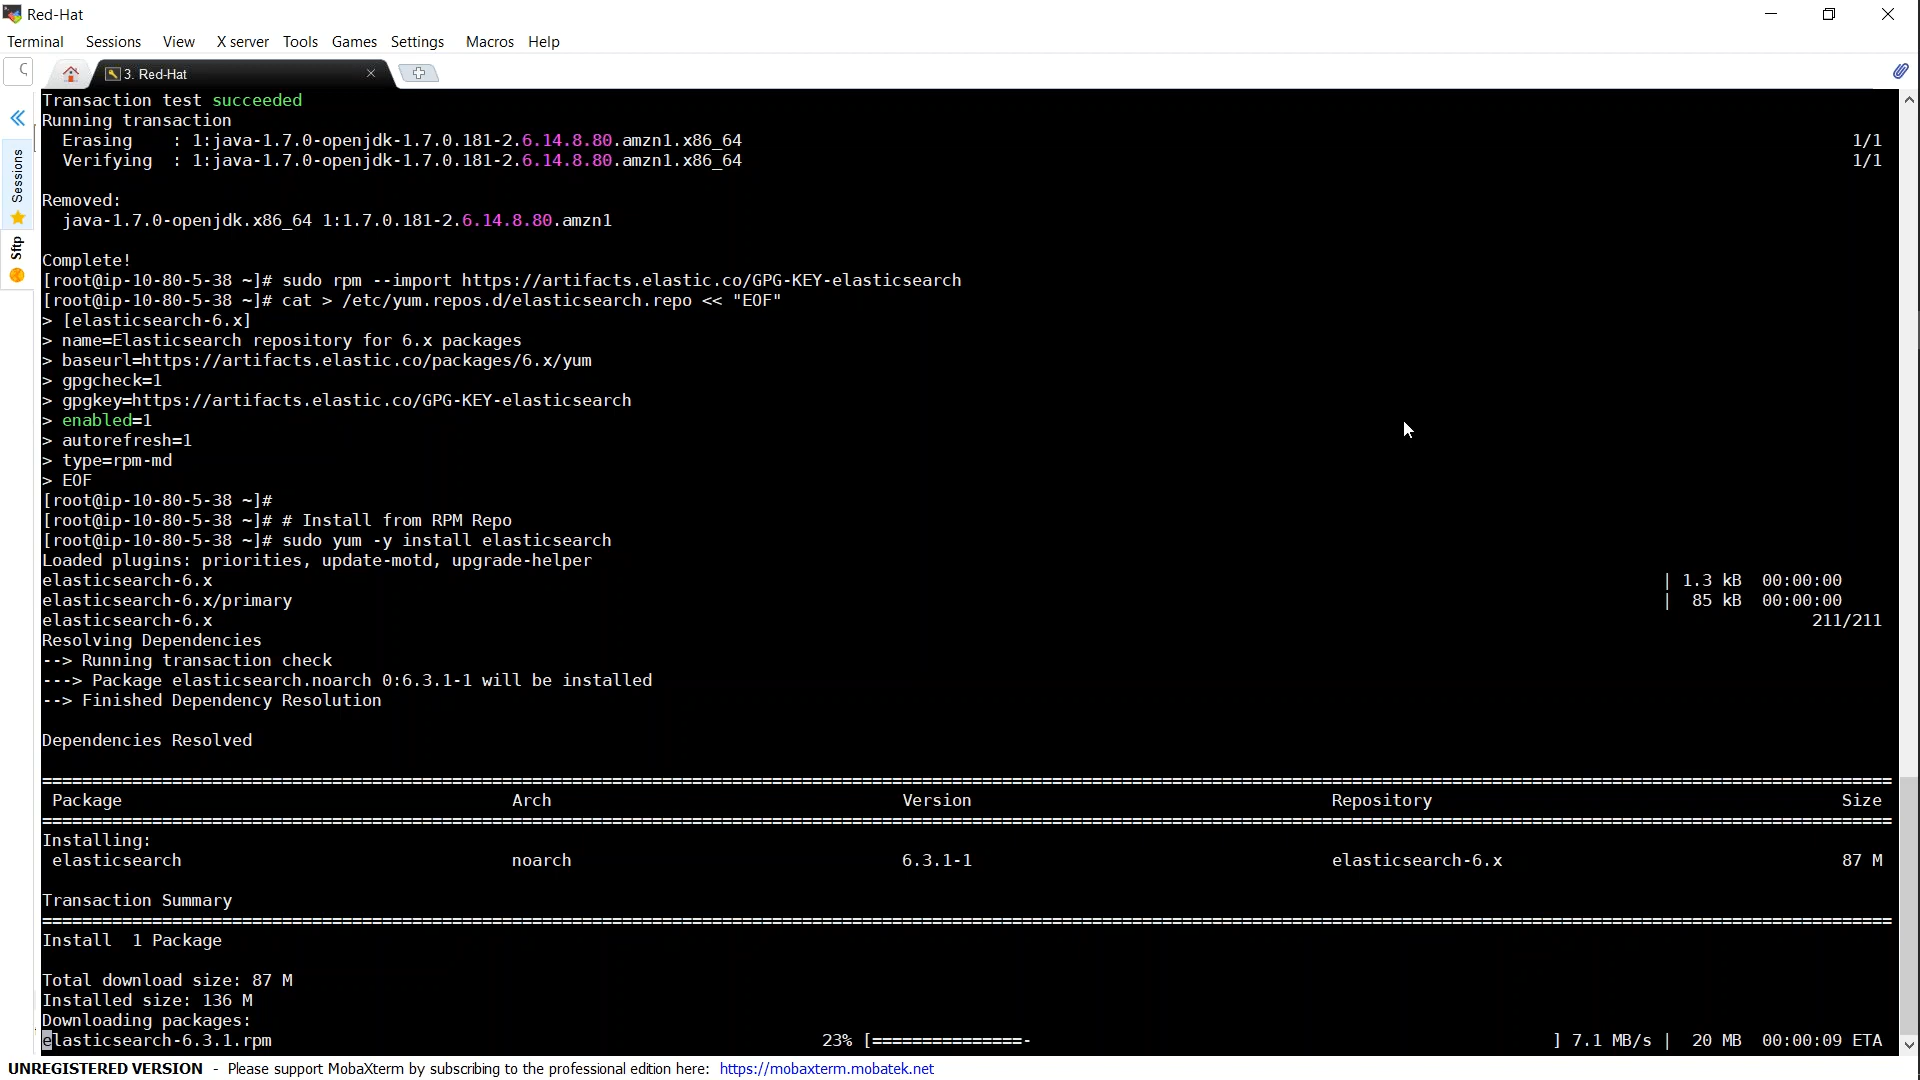 Red-Hat
Terminal Sessions View X server Tools Games Settings Macros Help
3. Red-Hat
Sessions
Sftp
Transaction test succeeded
Running transaction
  Erasing    : 1:java-1.7.0-openjdk-1.7.0.181-2.6.14.8.80.amzn1.x86_64 1/1
  Verifying  : 1:java-1.7.0-openjdk-1.7.0.181-2.6.14.8.80.amzn1.x86_64 1/1
Removed:
  java-1.7.0-openjdk.x86_64 1:1.7.0.181-2.6.14.8.80.amzn1
Complete!
[root@ip-10-80-5-38 ~]# sudo rpm --import https://artifacts.elastic.co/GPG-KEY-elasticsearch
[root@ip-10-80-5-38 ~]# cat > /etc/yum.repos.d/elasticsearch.repo << "EOF"
> [elasticsearch-6.x]
> name=Elasticsearch repository for 6.x packages
> baseurl=https://artifacts.elastic.co/packages/6.x/yum
> gpgcheck=1
> gpgkey=https://artifacts.elastic.co/GPG-KEY-elasticsearch
> enabled=1
> autorefresh=1
> type=rpm-md
> EOF
[root@ip-10-80-5-38 ~]#
[root@ip-10-80-5-38 ~]# # Install from RPM Repo
[root@ip-10-80-5-38 ~]# sudo yum -y install elasticsearch
Loaded plugins: priorities, update-motd, upgrade-helper
elasticsearch-6.x | 1.3 kB  00:00:00
elasticsearch-6.x/primary |  85 kB  00:00:00
elasticsearch-6.x 211/211
Resolving Dependencies
--> Running transaction check
---> Package elasticsearch.noarch 0:6.3.1-1 will be installed
--> Finished Dependency Resolution
Dependencies Resolved
Package Arch Version Repository Size
Installing:
elasticsearch noarch 6.3.1-1 elasticsearch-6.x 87 M
Transaction Summary
Install  1 Package
Total download size: 87 M
Installed size: 136 M
Downloading packages:
elasticsearch-6.3.1.rpm 23% [===============- ] 7.1 MB/s |  20 MB  00:00:09 ETA
UNREGISTERED VERSION - Please support MobaXterm by subscribing to the professional edition here: https://mobaxterm.mobatek.net